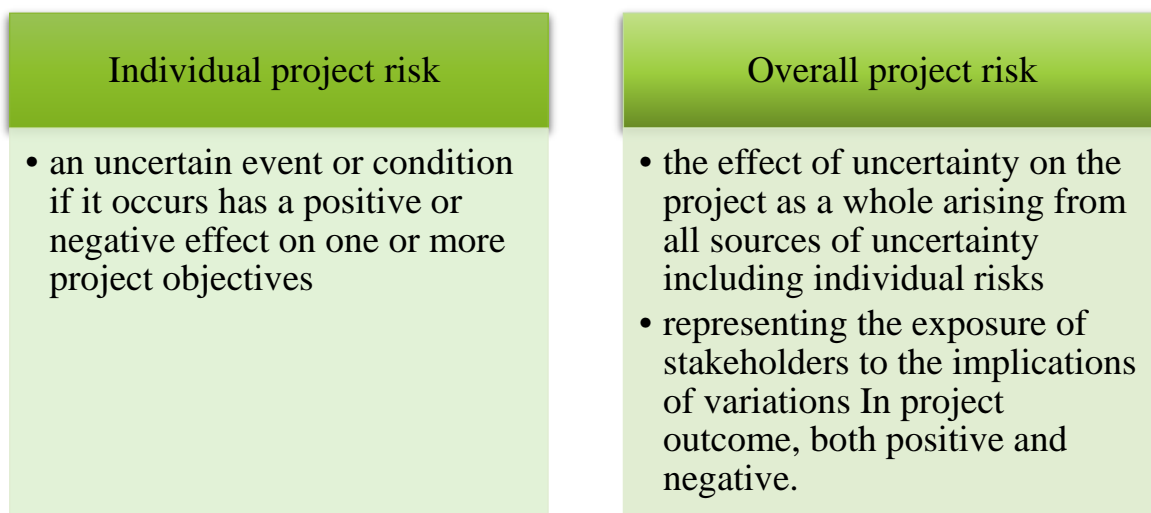 Individual project risk
• an uncertain event or condition
if it occurs has a positive or
negative effect on one or more
project objectives
Overall project risk
• the effect of uncertainty on the
project as a whole arising from
all sources of uncertainty
including individual risks
• representing the exposure of
stakeholders to the implications
of variations In project
outcome, both positive and
negative.